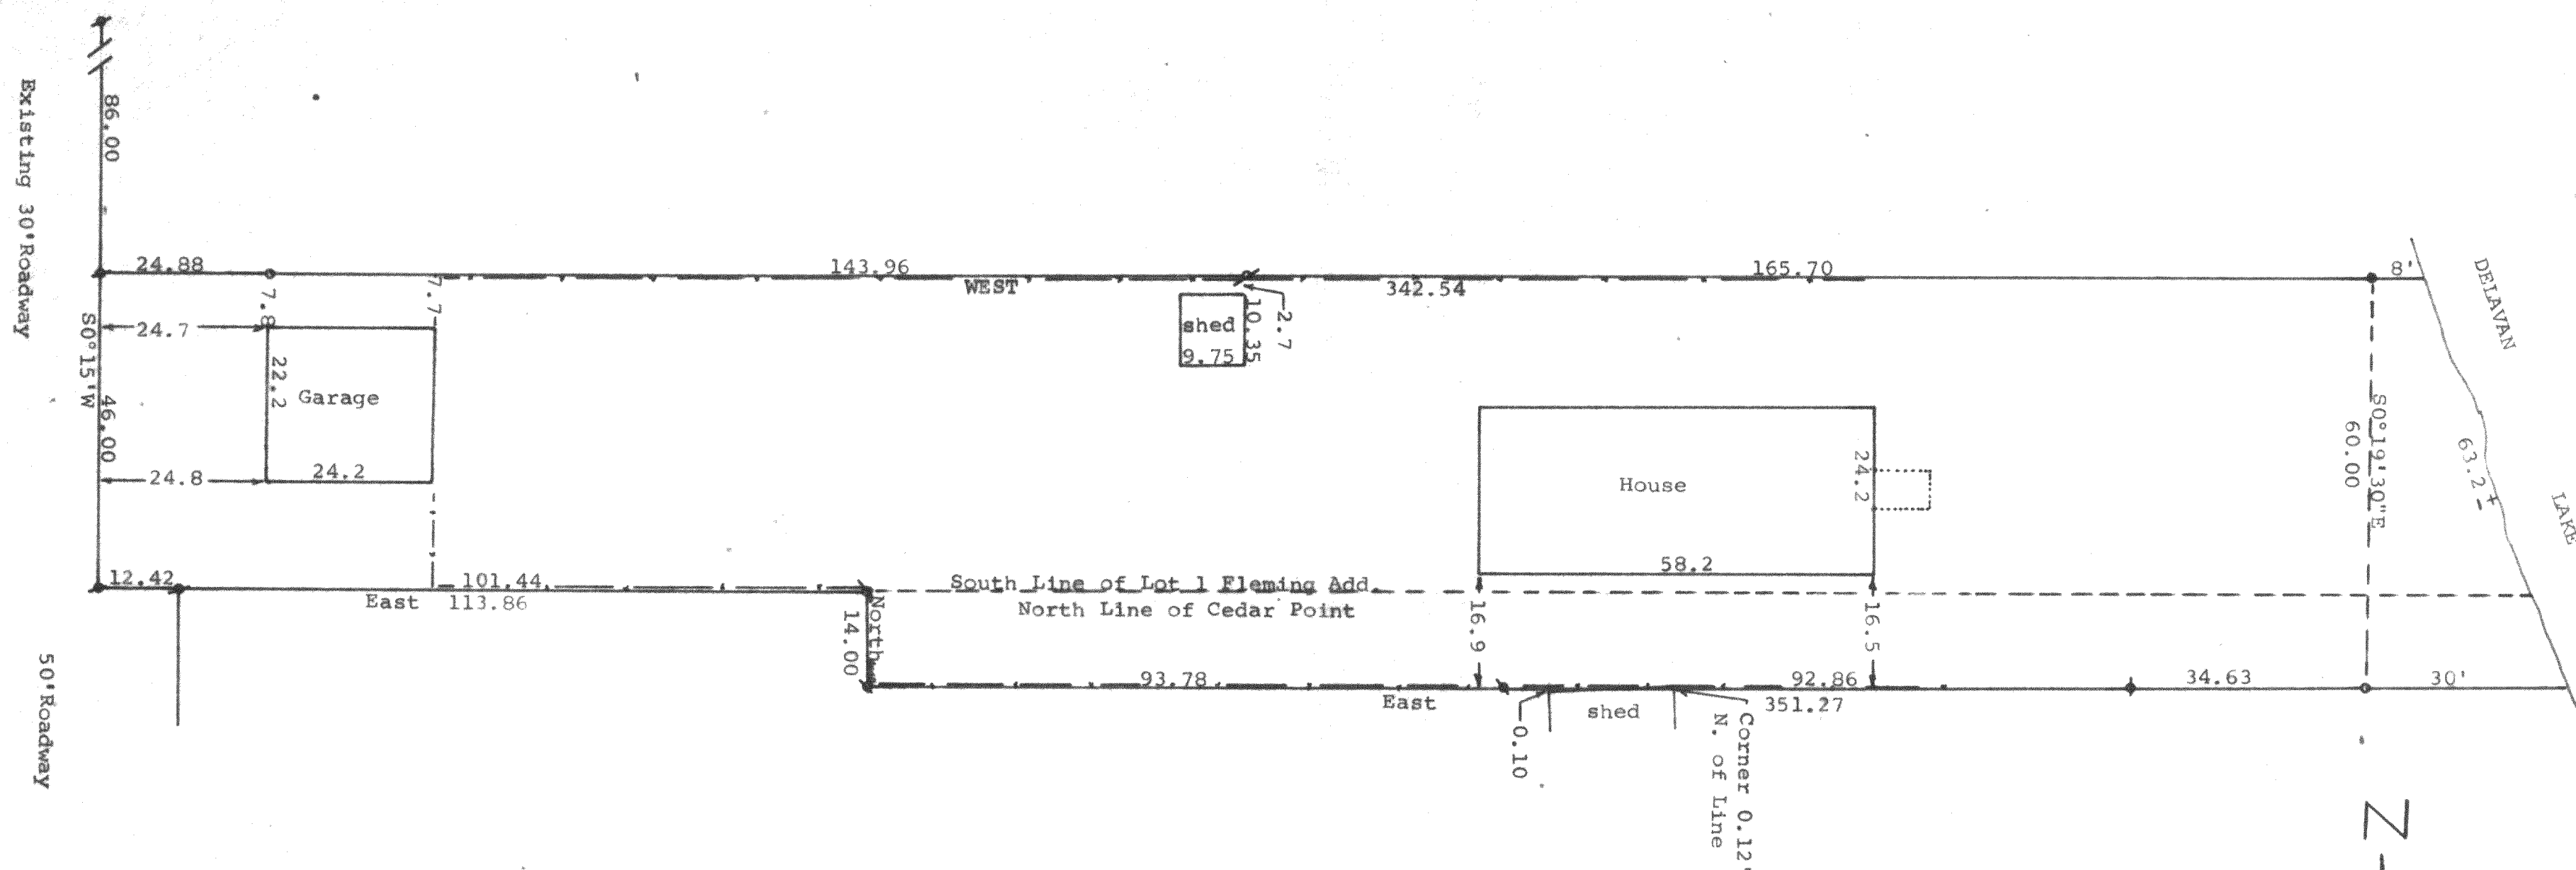 Existing 30'Roadway
86.00
24.88
143.96
WEST
165.70
342.54
8'
DELAVAN
LAKE
7.8
7.7
24.7
S0°15'W
46.00
22.2
Garage
24.8
24.2
shed
9.75
10.35
2.7
House
24.2
58.2
S0°19'30"E
60.00
63.2±
12.42
101.44
East 113.86
South Line of Lot 1 Fleming Add.
North Line of Cedar Point
North
14.00
16.9
16.5
93.78
East
92.86
351.27
34.63
30'
shed
0.10
Corner 0.12'
N. of Line
50'Roadway
N